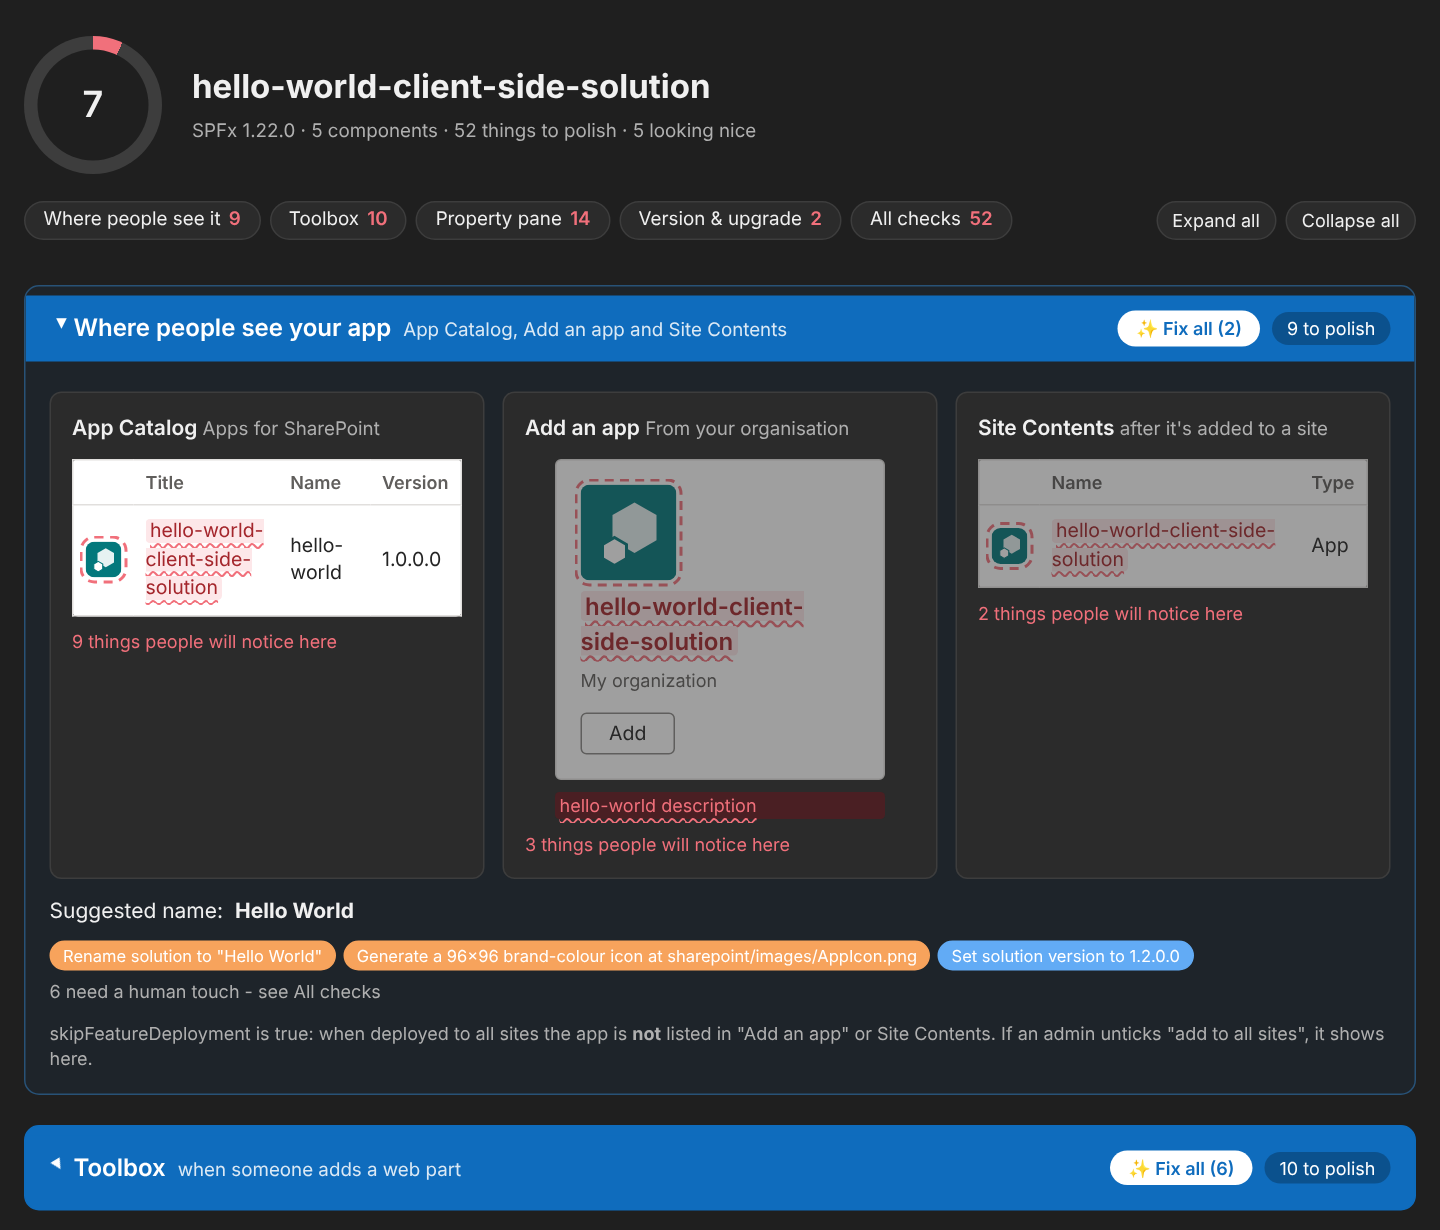 7
hello-world-client-side-solution
SPFx 1.22.0 · 5 components · 52 things to polish · 5 looking nice
Where people see it 9
Toolbox 10
Property pane 14
Version & upgrade 2
All checks 52
Expand all
Collapse all
▼ Where people see your app App Catalog, Add an app and Site Contents
✨ Fix all (2)
9 to polish
App Catalog Apps for SharePoint
Title Name Version
hello-world-
client-side-
solution
hello-
world
1.0.0.0
9 things people will notice here
Add an app From your organisation
hello-world-client-
side-solution
My organization
Add
hello-world description
3 things people will notice here
Site Contents after it's added to a site
Name Type
hello-world-client-side-
solution
App
2 things people will notice here
Suggested name: Hello World
Rename solution to "Hello World"
Generate a 96×96 brand-colour icon at sharepoint/images/AppIcon.png
Set solution version to 1.2.0.0
6 need a human touch - see All checks
skipFeatureDeployment is true: when deployed to all sites the app is not listed in "Add an app" or Site Contents. If an admin unticks "add to all sites", it shows
here.
Toolbox when someone adds a web part
✨ Fix all (6)
10 to polish